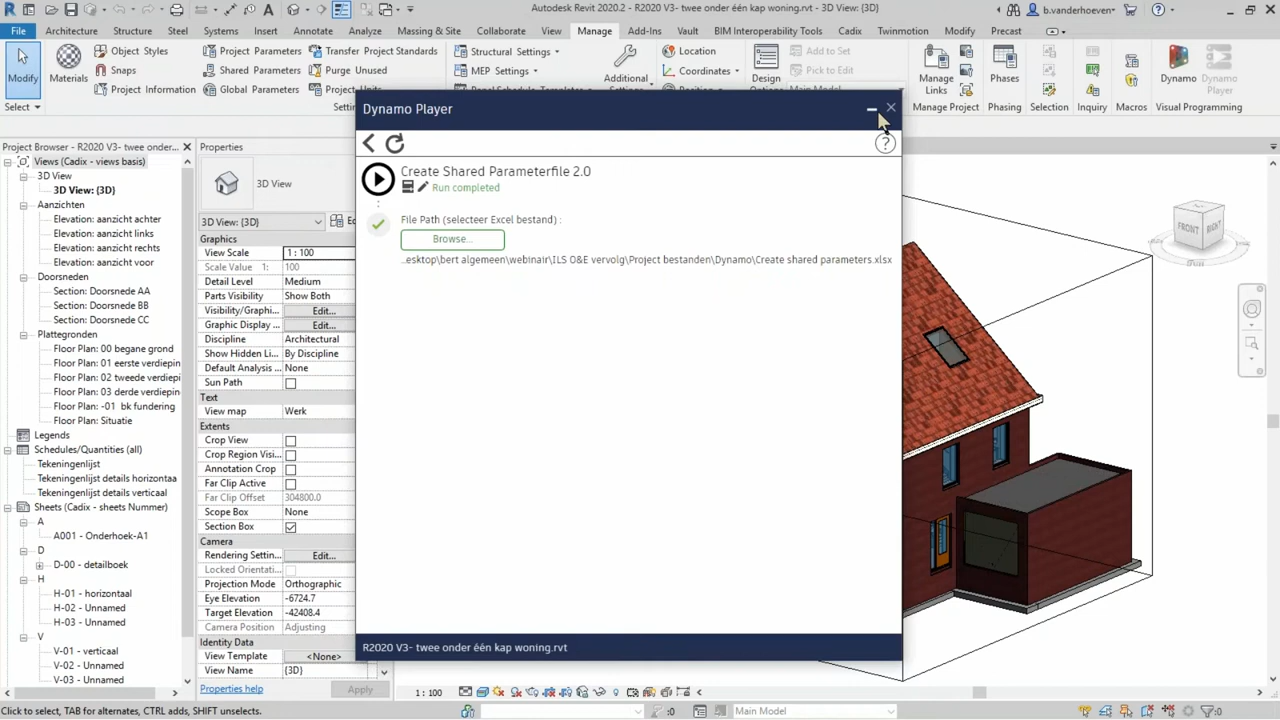 Autodesk Revit 2020.2 - R2020 V3- twee onder één kap woning.rvt - 3D View: {3D}
b.vanderhoeven
File
Architecture
Structure
Steel
Systems
Insert
Annotate
Analyze
Massing & Site
Collaborate
View
Manage
Add-Ins
Vault
BIM Interoperability Tools
Cadix
Twinmotion
Modify
Precast
Modify
Select
Materials
Object Styles
Snaps
Project Information
Project Parameters
Shared Parameters
Global Parameters
Transfer Project Standards
Purge Unused
Structural Settings
MEP Settings
Additional
Location
Coordinates
Design
Add to Set
Pick to Edit
Main Model
Manage Links
Manage Project
Phases
Phasing
Selection
Inquiry
Macros
Dynamo
Dynamo Player
Visual Programming
Project Browser - R2020 V3- twee onder...
Views (Cadix - views basis)
3D View
3D View: {3D}
Aanzichten
Elevation: aanzicht achter
Elevation: aanzicht links
Elevation: aanzicht rechts
Elevation: aanzicht voor
Doorsneden
Section: Doorsnede AA
Section: Doorsnede BB
Section: Doorsnede CC
Plattegronden
Floor Plan: 00 begane grond
Floor Plan: 01 eerste verdiepin
Floor Plan: 02 tweede verdiepin
Floor Plan: 03 derde verdiepin
Floor Plan: -01 bk fundering
Floor Plan: Situatie
Legends
Schedules/Quantities (all)
Tekeningenlijst
Tekeningenlijst details horizontaa
Tekeningenlijst details verticaal
Sheets (Cadix - sheets Nummer)
A
A001 - Onderhoek-A1
D
D-00 - detailboek
H
H-01 - horizontaal
H-02 - Unnamed
H-03 - Unnamed
V
V-01 - verticaal
V-02 - Unnamed
V-03 - Unnamed
Properties
3D View
3D View: {3D}
Graphics
View Scale 1 : 100
Scale Value 1: 100
Detail Level Medium
Parts Visibility Show Both
Visibility/Graphi... Edit...
Graphic Display ... Edit...
Discipline Architectural
Show Hidden Li... By Discipline
Default Analysis ... None
Sun Path
Text
View map Werk
Extents
Crop View
Crop Region Visi...
Annotation Crop
Far Clip Active
Far Clip Offset 304800.0
Scope Box None
Section Box
Camera
Rendering Settin... Edit...
Locked Orientati...
Projection Mode Orthographic
Eye Elevation -6724.7
Target Elevation -42408.4
Camera Position Adjusting
Identity Data
View Template <None>
View Name {3D}
Properties help
Apply
Dynamo Player
Create Shared Parameterfile 2.0
Run completed
File Path (selecteer Excel bestand) :
Browse...
...esktop\bert algemeen\webinair\ILS O&E vervolg\Project bestanden\Dynamo\Create shared parameters.xlsx
R2020 V3- twee onder één kap woning.rvt
FRONT
RIGHT
1 : 100
Click to select, TAB for alternates, CTRL adds, SHIFT unselects.
:0
Main Model
:0